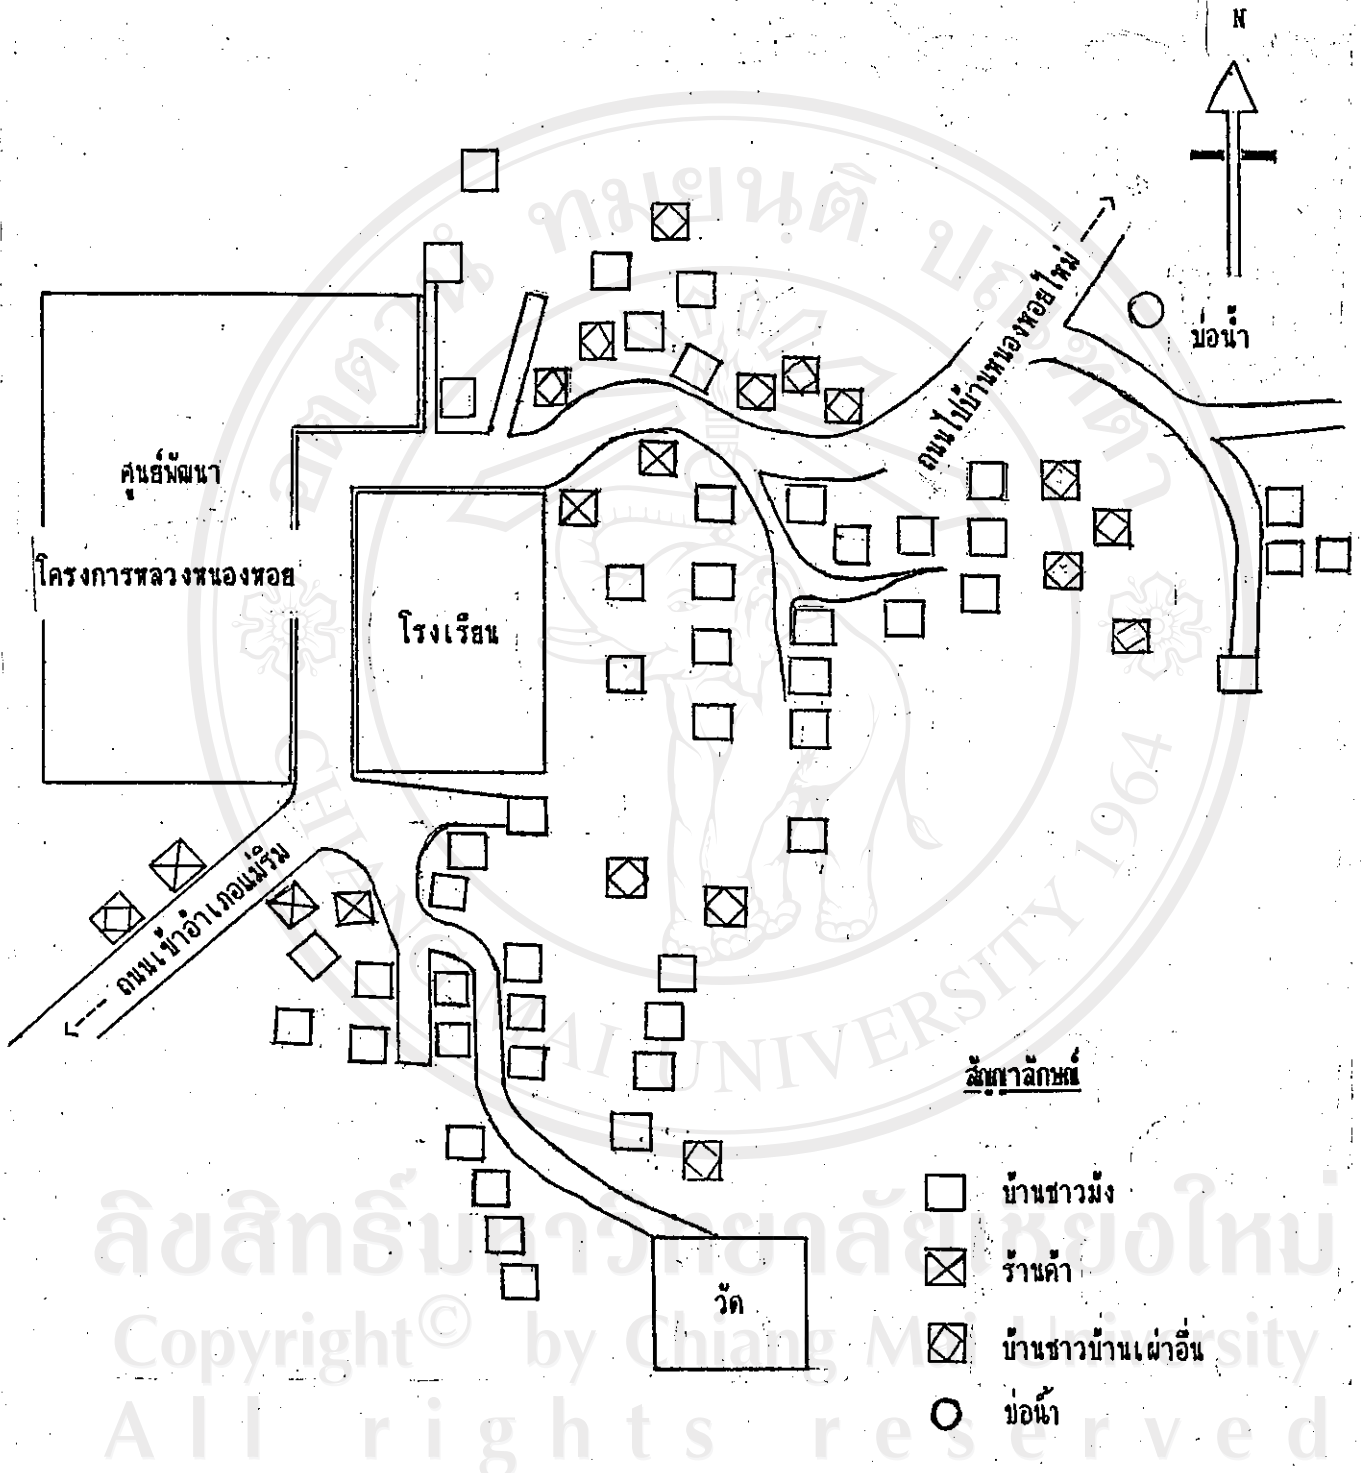 N
ถนนไปบ้านหนองหอยใหม่
บ่อน้ำ
ศูนย์พัฒนา
โครงการหลวงหนองหอย
โรงเรียน
ถนนเข้าอำเภอแม่ริม
วัด
สัญญาลักษณ์
บ้านชาวม้ง
ร้านค้า
บ้านชาวบ้านเผ่าอื่น
บ่อน้ำ
CHIANG MAI UNIVERSITY 1964
ลิขสิทธิ์มหาวิทยาลัยเชียงใหม่
Copyright© by Chiang Mai University
All rights reserved